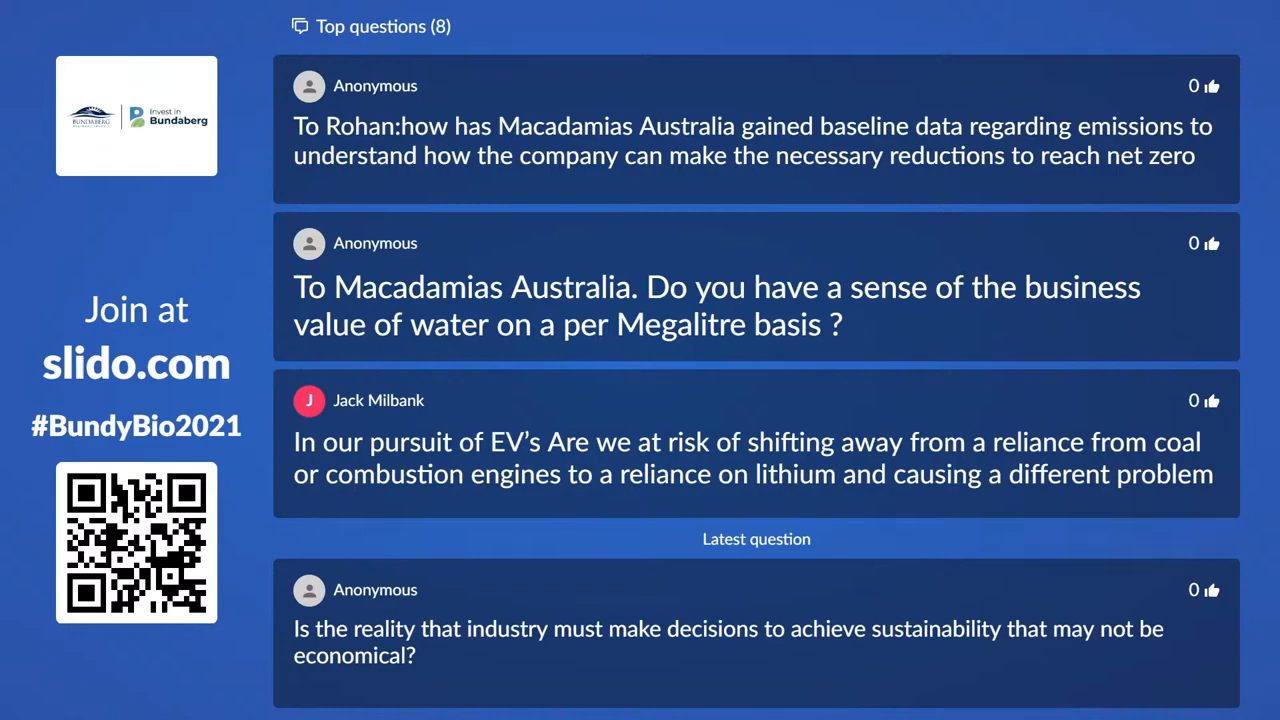 Top questions (8)
Anonymous
0
To Rohan:how has Macadamias Australia gained baseline data regarding emissions to
understand how the company can make the necessary reductions to reach net zero
BUNDABERG
Invest in
Bundaberg
Anonymous
0
To Macadamias Australia. Do you have a sense of the business
value of water on a per Megalitre basis ?
Join at
slido.com
#BundyBio2021
J
Jack Milbank
0
In our pursuit of EV’s Are we at risk of shifting away from a reliance from coal
or combustion engines to a reliance on lithium and causing a different problem
Latest question
Anonymous
0
Is the reality that industry must make decisions to achieve sustainability that may not be
economical?